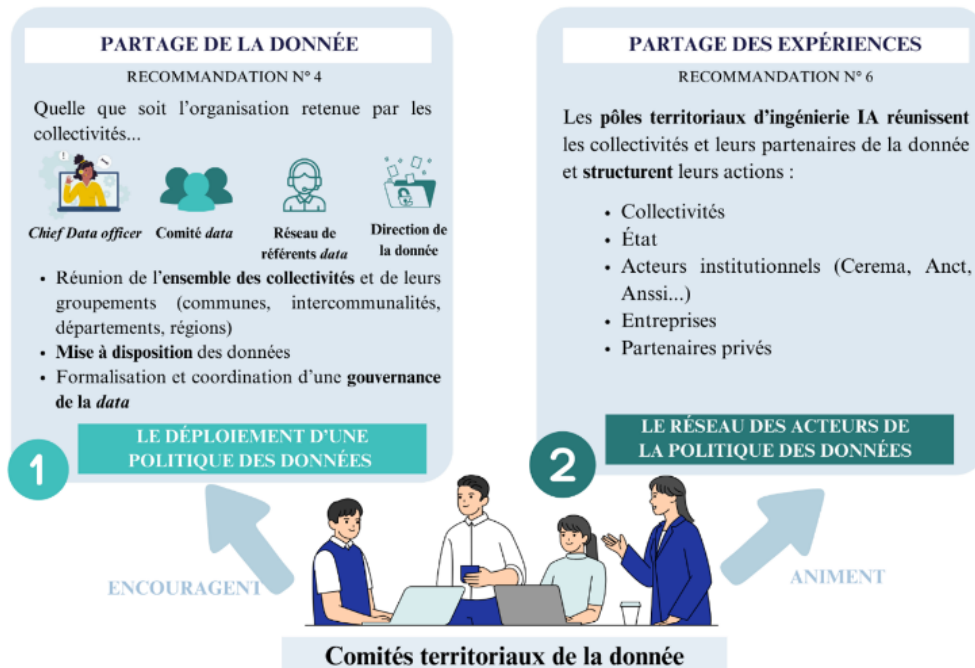 PARTAGE DE LA DONNÉE
RECOMMANDATION N° 4
Quelle que soit l'organisation retenue par les
collectivités...
Chief Data officer
Comité data
Réseau de
référents data
Direction de
la donnée
• Réunion de l'ensemble des collectivités et de leurs
groupements (communes, intercommunalités,
départements, régions)
• Mise à disposition des données
• Formalisation et coordination d'une gouvernance
de la data
1
LE DÉPLOIEMENT D'UNE
POLITIQUE DES DONNÉES
PARTAGE DES EXPÉRIENCES
RECOMMANDATION N° 6
Les pôles territoriaux d'ingénierie IA réunissent
les collectivités et leurs partenaires de la donnée
et structurent leurs actions :
• Collectivités
• État
• Acteurs institutionnels (Cerema, Anct,
Anssi...)
• Entreprises
• Partenaires privés
2
LE RÉSEAU DES ACTEURS DE
LA POLITIQUE DES DONNÉES
ENCOURAGENT
ANIMENT
Comités territoriaux de la donnée